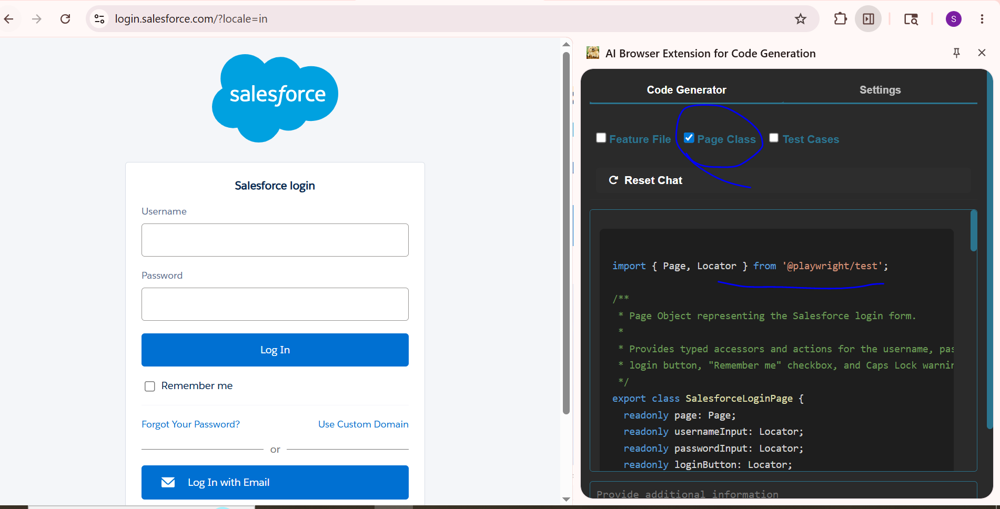 login.salesforce.com/?locale=in
S
salesforce
Salesforce login
Username
Password
Log In
Remember me
Forgot Your Password?
Use Custom Domain
or
Log In with Email
AI Browser Extension for Code Generation
Code Generator
Settings
Feature File
Page Class
Test Cases
Reset Chat
import { Page, Locator } from '@playwright/test';
/**
* Page Object representing the Salesforce login form.
*
* Provides typed accessors and actions for the username, pas
* login button, "Remember me" checkbox, and Caps Lock warnin
*/
export class SalesforceLoginPage {
readonly page: Page;
readonly usernameInput: Locator;
readonly passwordInput: Locator;
readonly loginButton: Locator;
Provide additional information